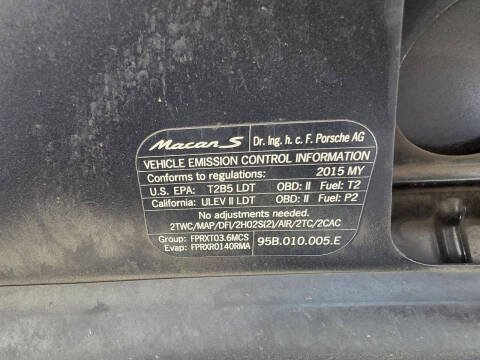 Macan S Dr. Ing. h. c. F. Porsche AG
VEHICLE EMISSION CONTROL INFORMATION
Conforms to regulations: 2015 MY
U.S. EPA: T2B5 LDT OBD: II Fuel: T2
California: ULEV II LDT OBD: II Fuel: P2
No adjustments needed.
2TWC/MAP/DFI/2HO2S(2)/AIR/2TC/2CAC
Group: FPRXT03.6MCS
Evap: FPRXR0140RMA
95B.010.005.E